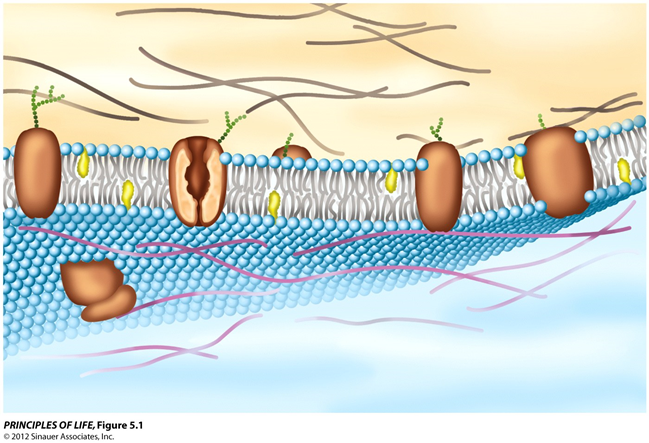 PRINCIPLES OF LIFE, Figure 5.1
© 2012 Sinauer Associates, Inc.